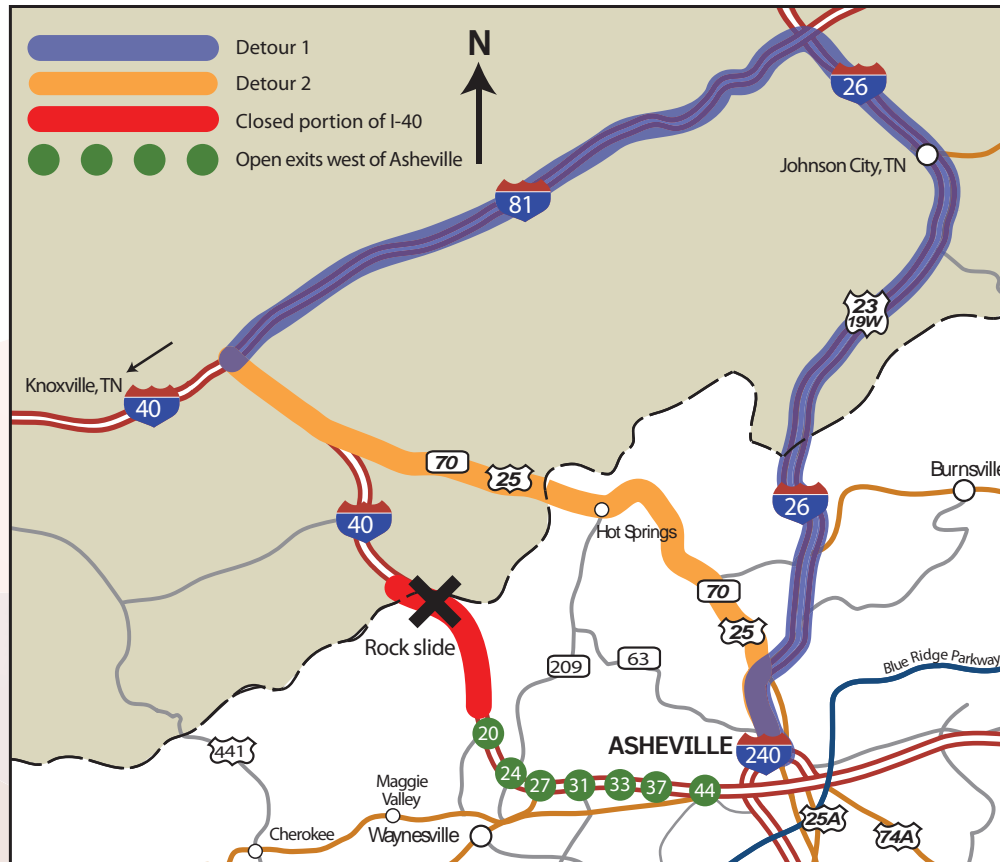 Detour 1
Detour 2
Closed portion of I-40
Open exits west of Asheville
N
26
Johnson City, TN
81
23
19W
Knoxville, TN
40
70
25
40
26
Burnsville
Hot Springs
70
25
Rock slide
209
63
Blue Ridge Parkway
441
20
ASHEVILLE
240
24
27
31
33
37
44
Maggie
Valley
Waynesville
Cherokee
25A
74A